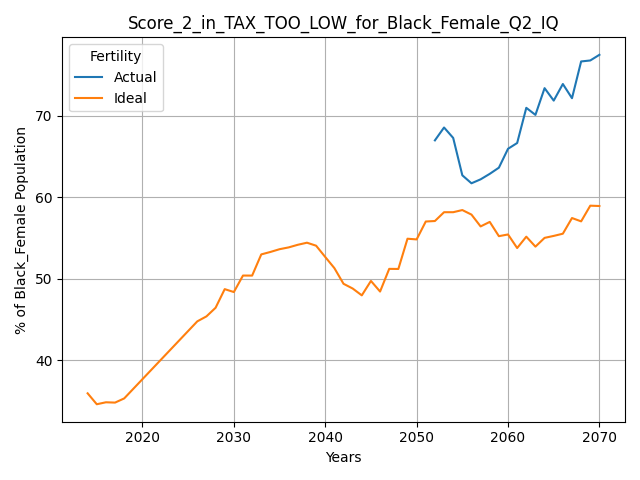 Score_2_in_TAX_TOO_LOW_for_Black_Female_Q2_IQ
Fertility
Actual
Ideal
% of Black_Female Population
70
60
50
40
2020 2030 2040 2050 2060 2070
Years